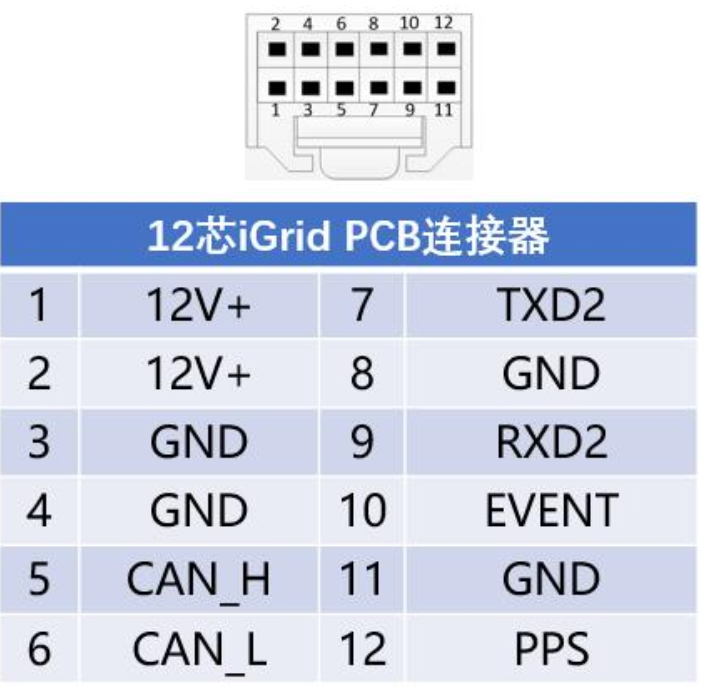 2 4 6 8 10 12
1 3 5 7 9 11
12芯iGrid PCB连接器
1 12V+ 7 TXD2
2 12V+ 8 GND
3 GND 9 RXD2
4 GND 10 EVENT
5 CAN_H 11 GND
6 CAN_L 12 PPS